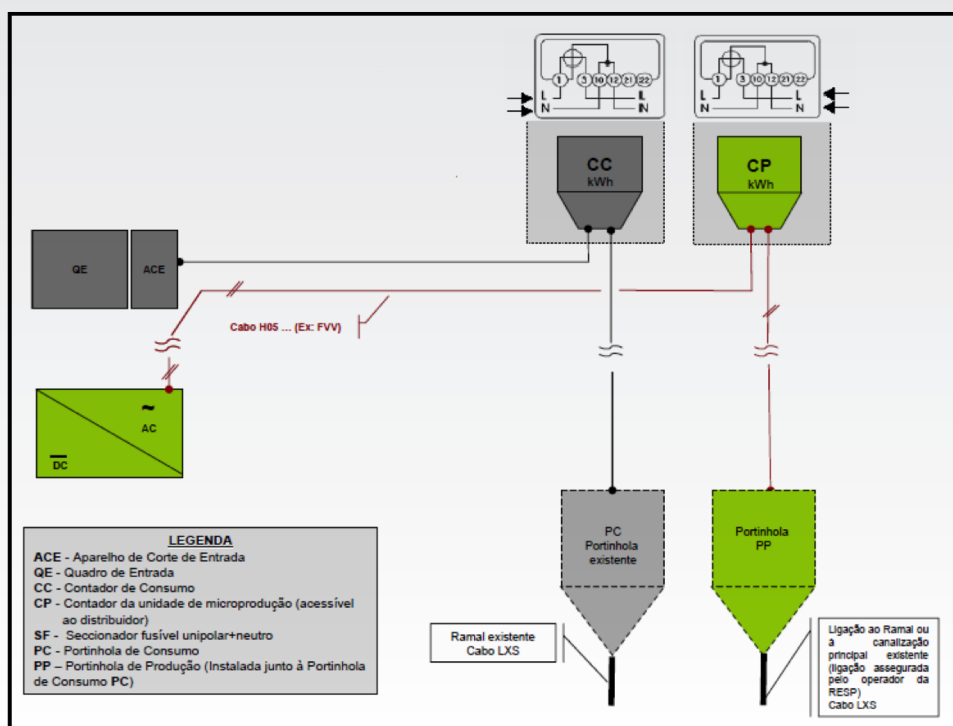 1 3 10 12 21 22
L L
N IN
1 3 10 12 21 22
L L
N N
CC
kWh
CP
kWh
QE
ACE
Cabo H05 ... (Ex: FVV)
~
AC
DC
PC
Portinhola
existente
Portinhola
PP
LEGENDA
ACE - Aparelho de Corte de Entrada
QE - Quadro de Entrada
CC - Contador de Consumo
CP - Contador da unidade de microprodução (acessível
ao distribuidor)
SF - Seccionador fusível unipolar+neutro
PC - Portinhola de Consumo
PP – Portinhola de Produção (Instalada junto à Portinhola
de Consumo PC)
Ramal existente
Cabo LXS
Ligação ao Ramal ou
à canalização
principal existente
(ligação assegurada
pelo operador da
RESP)
Cabo LXS